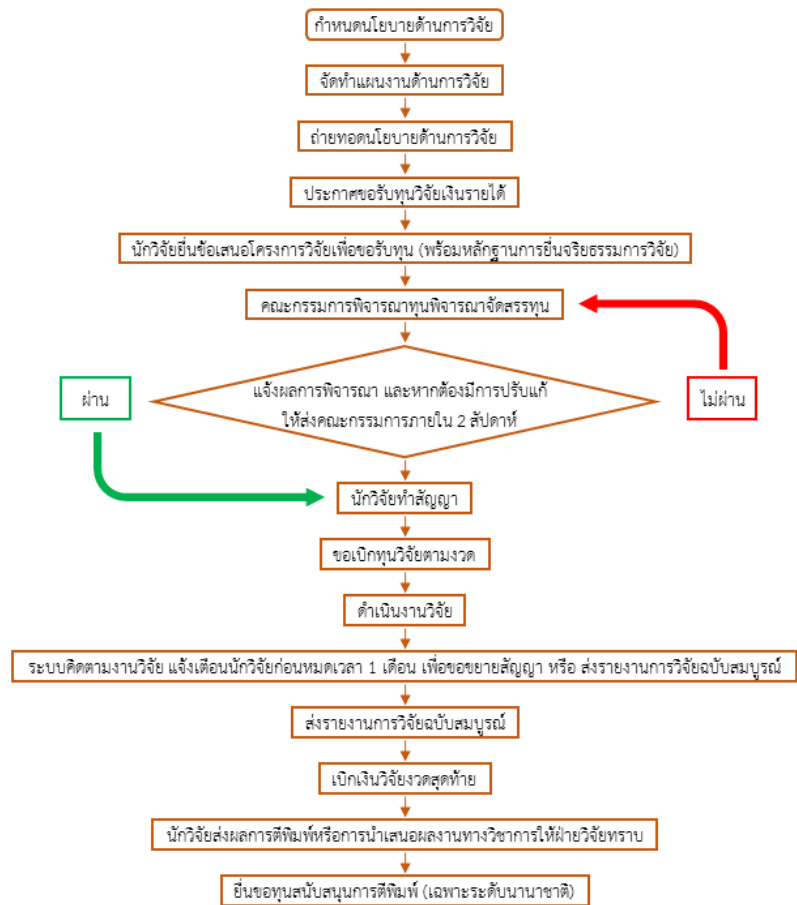 กำหนดนโยบายด้านการวิจัย
จัดทำแผนงานด้านการวิจัย
ถ่ายทอดนโยบายด้านการวิจัย
ประกาศขอรับทุนวิจัยเงินรายได้
นักวิจัยยื่นข้อเสนอโครงการวิจัยเพื่อขอรับทุน (พร้อมหลักฐานการยื่นจริยธรรมการวิจัย)
คณะกรรมการพิจารณาทุนพิจารณาจัดสรรทุน
ผ่าน
แจ้งผลการพิจารณา และหากต้องมีการปรับแก้
ให้ส่งคณะกรรมการภายใน 2 สัปดาห์
ไม่ผ่าน
นักวิจัยทำสัญญา
ขอเบิกทุนวิจัยตามงวด
ดำเนินงานวิจัย
ระบบคิดตามงานวิจัย แจ้งเตือนนักวิจัยก่อนหมดเวลา 1 เดือน เพื่อขอขยายสัญญา หรือ ส่งรายงานการวิจัยฉบับสมบูรณ์
ส่งรายงานการวิจัยฉบับสมบูรณ์
เบิกเงินวิจัยงวดสุดท้าย
นักวิจัยส่งผลการตีพิมพ์หรือการนำเสนอผลงานทางวิชาการให้ฝ่ายวิจัยทราบ
ยื่นขอทุนสนับสนุนการตีพิมพ์ (เฉพาะระดับนานาชาติ)